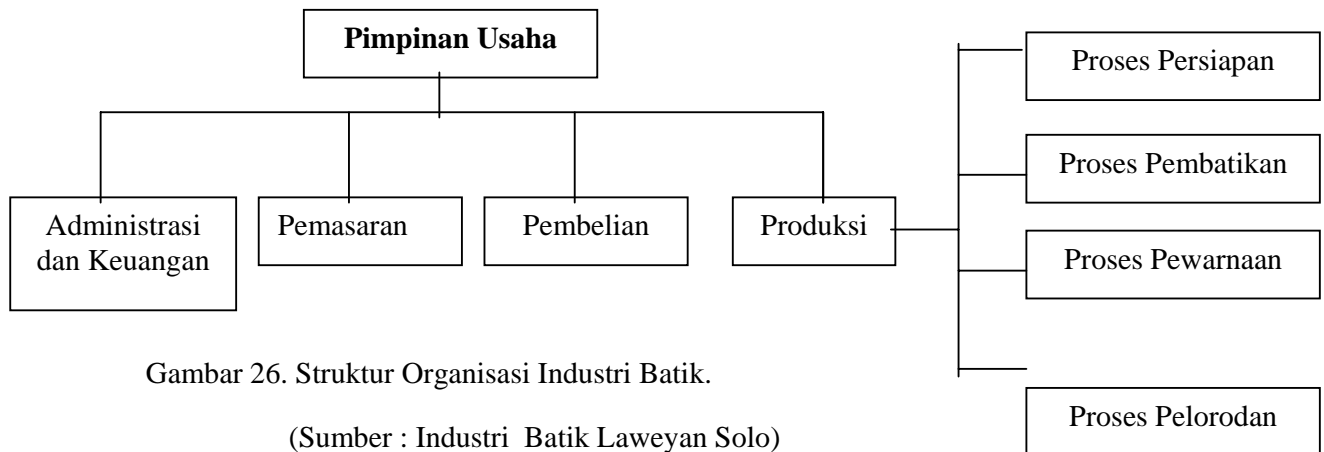 Pimpinan Usaha
Administrasi
dan Keuangan
Pemasaran
Pembelian
Produksi
Proses Persiapan
Proses Pembatikan
Proses Pewarnaan
Proses Pelorodan
Gambar 26. Struktur Organisasi Industri Batik.
(Sumber : Industri Batik Laweyan Solo)